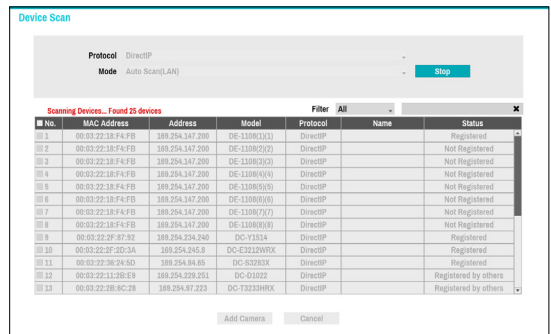 Device Scan
Protocol DirectIP
Mode Auto Scan(LAN) Stop
Scanning Devices... Found 25 devices Filter All
No. MAC Address Address Model Protocol Name Status
1 00:03:22:18:F4:FB 169.254.147.200 DE-1108(1)(1) DirectIP Registered
2 00:03:22:18:F4:FB 169.254.147.200 DE-1108(2)(2) DirectIP Not Registered
3 00:03:22:18:F4:FB 169.254.147.200 DE-1108(3)(3) DirectIP Not Registered
4 00:03:22:18:F4:FB 169.254.147.200 DE-1108(4)(4) DirectIP Not Registered
5 00:03:22:18:F4:FB 169.254.147.200 DE-1108(5)(5) DirectIP Not Registered
6 00:03:22:18:F4:FB 169.254.147.200 DE-1108(6)(6) DirectIP Not Registered
7 00:03:22:18:F4:FB 169.254.147.200 DE-1108(7)(7) DirectIP Not Registered
8 00:03:22:18:F4:FB 169.254.147.200 DE-1108(8)(8) DirectIP Not Registered
9 00:03:22:2F:87:92 169.254.234.240 DC-Y1514 DirectIP Registered
10 00:03:22:2F:2D:3A 169.254.245.8 DC-E3212WRX DirectIP Registered
11 00:03:22:38:24:5D 169.254.84.65 DC-S3283X DirectIP Registered
12 00:03:22:11:2B:E9 169.254.229.251 DC-D1022 DirectIP Registered by others
13 00:03:22:2B:6C:28 169.254.97.223 DC-T3233HRX DirectIP Registered by others
Add Camera Cancel